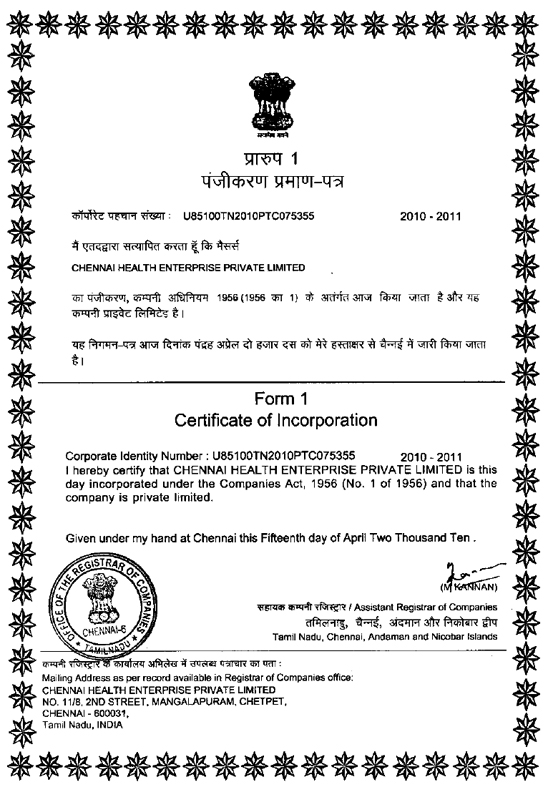 सत्यमेव जयते
प्रारुप 1
पंजीकरण प्रमाण-पत्र
कॉर्पोरेट पहचान संख्या : U85100TN2010PTC075355 2010 - 2011
मैं एतदद्वारा सत्यापित करता हूँ कि मैसर्स
CHENNAI HEALTH ENTERPRISE PRIVATE LIMITED
का पंजीकरण, कम्पनी अधिनियम 1956 (1956 का 1) के अतंर्गत आज किया जाता है और यह
कम्पनी प्राइवेट लिमिटेड है।
यह निगमन-पत्र आज दिनांक पंद्रह अप्रेल दो हजार दस को मेरे हस्ताक्षर से चैन्नई में जारी किया जाता
है।
Form 1
Certificate of Incorporation
Corporate Identity Number : U85100TN2010PTC075355 2010 - 2011
I hereby certify that CHENNAI HEALTH ENTERPRISE PRIVATE LIMITED is this
day incorporated under the Companies Act, 1956 (No. 1 of 1956) and that the
company is private limited.
Given under my hand at Chennai this Fifteenth day of April Two Thousand Ten .
(M KANNAN)
OFFICE OF THE REGISTRAR OF COMPANIES
CHENNAI-6
TAMILNADU
सहायक कम्पनी रजिस्ट्रार / Assistant Registrar of Companies
तमिलनाडु, चैन्नई, अंदमान और निकोबार द्वीप
Tamil Nadu, Chennai, Andaman and Nicobar Islands
कम्पनी रजिस्ट्रार के कार्यालय अभिलेख में उपलब्ध पत्राचार का पता :
Mailing Address as per record available in Registrar of Companies office:
CHENNAI HEALTH ENTERPRISE PRIVATE LIMITED
NO. 11/8, 2ND STREET, MANGALAPURAM, CHETPET,
CHENNAI - 600031,
Tamil Nadu, INDIA